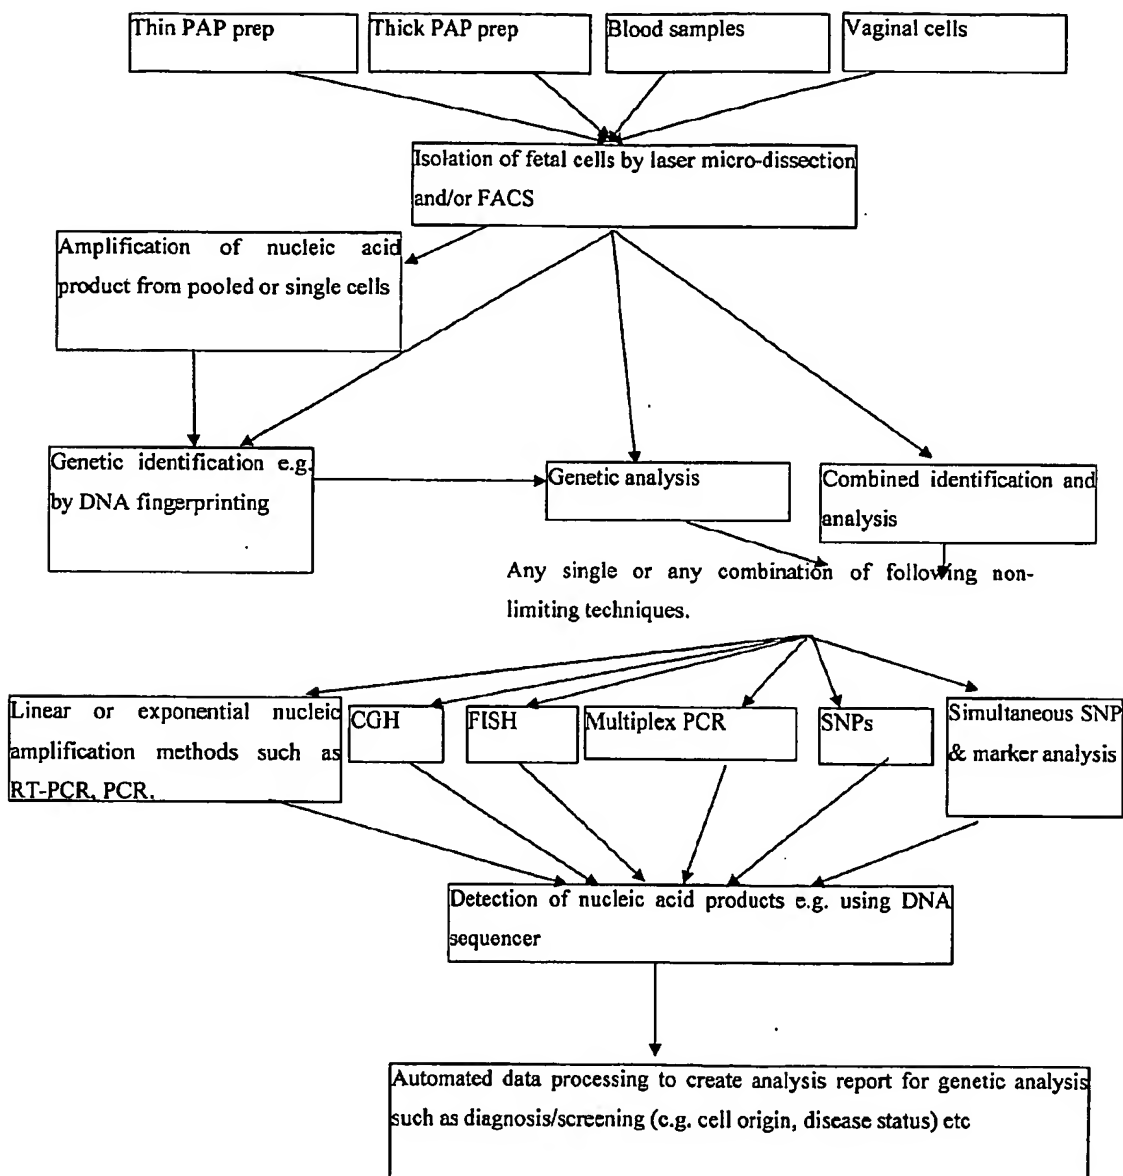 Thin PAP prep
Thick PAP prep
Blood samples
Vaginal cells
Isolation of fetal cells by laser micro-dissection
and/or FACS
Amplification of nucleic acid
product from pooled or single cells
Genetic identification e.g.
by DNA fingerprinting
Genetic analysis
Combined identification and
analysis
Any single or any combination of following non-
limiting techniques.
Linear or exponential nucleic
amplification methods such as
RT-PCR, PCR.
CGH
FISH
Multiplex PCR
SNPs
Simultaneous SNP
& marker analysis
Detection of nucleic acid products e.g. using DNA
sequencer
Automated data processing to create analysis report for genetic analysis
such as diagnosis/screening (e.g. cell origin, disease status) etc